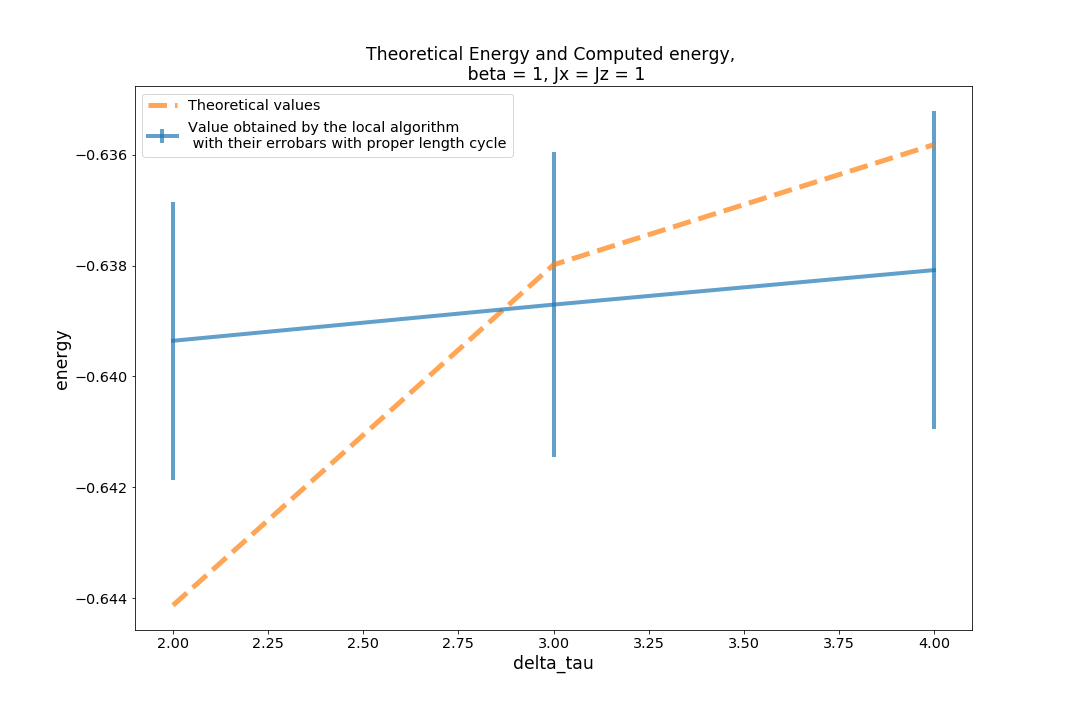 Theoretical Energy and Computed energy,
beta = 1, Jx = Jz = 1
Theoretical values
Value obtained by the local algorithm
with their errobars with proper length cycle
energy
−0.636
−0.638
−0.640
−0.642
−0.644
2.00 2.25 2.50 2.75 3.00 3.25 3.50 3.75 4.00
delta_tau